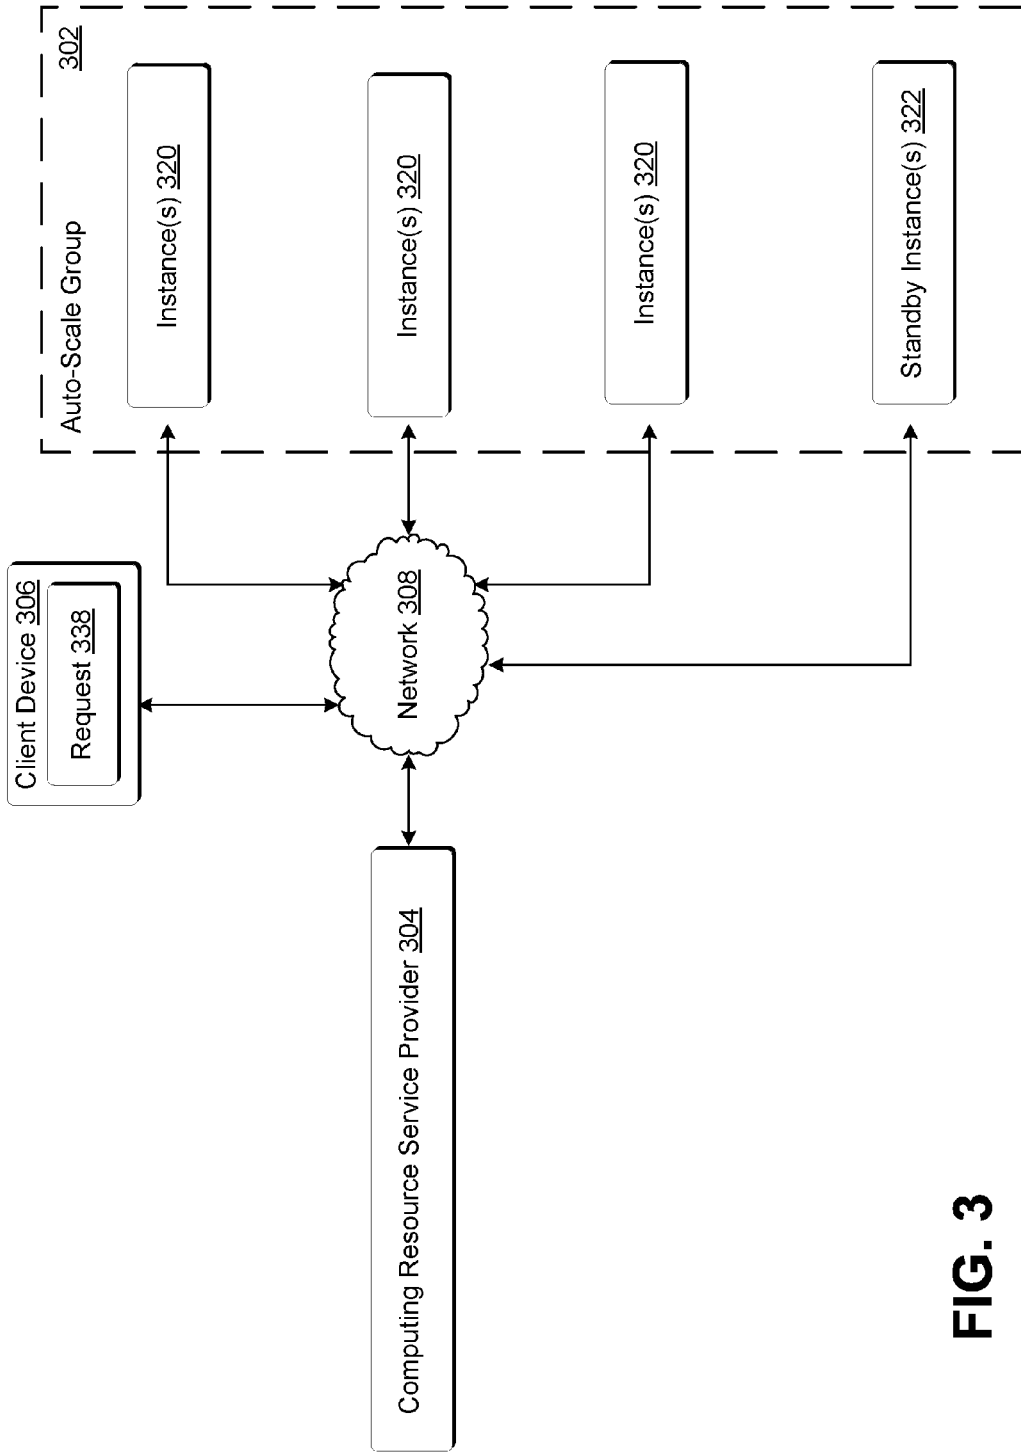 Client Device 306
Request 338
Auto-Scale Group 302
Instance(s) 320
Computing Resource Service Provider 304
Network 308
Instance(s) 320
Instance(s) 320
Standby Instance(s) 322
FIG. 3